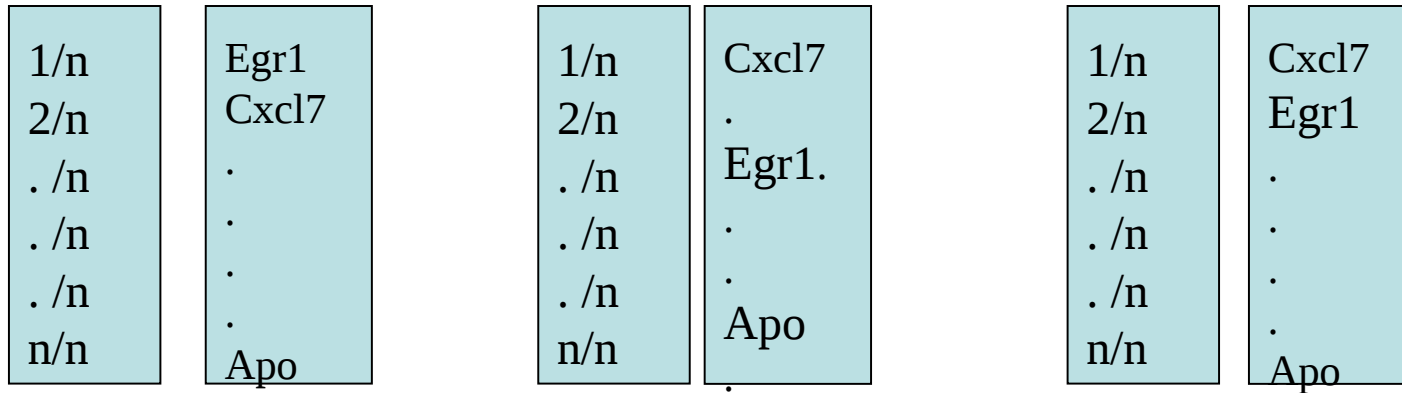 1/n
2/n
. /n
. /n
. /n
n/n
Egr1
Cxcl7
.
.
.
.
Apo
1/n
2/n
. /n
. /n
. /n
n/n
Cxcl7
.
Egr1.
.
.
Apo
.
1/n
2/n
. /n
. /n
. /n
n/n
Cxcl7
Egr1
.
.
.
.
Apo